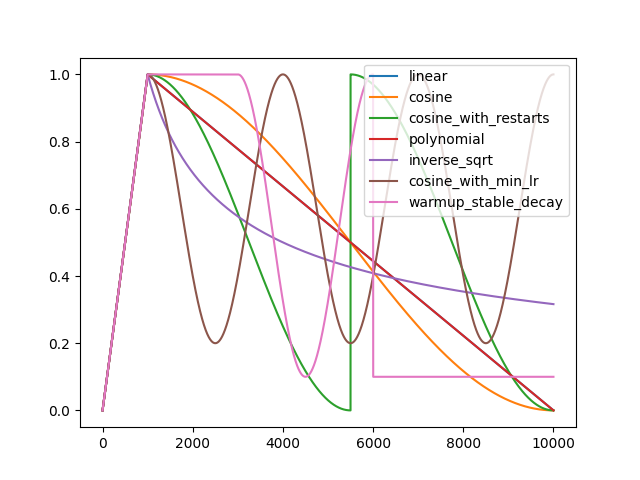 1.0
0.8
0.6
0.4
0.2
0.0
0
2000
4000
6000
8000
10000
linear
cosine
cosine_with_restarts
polynomial
inverse_sqrt
cosine_with_min_lr
warmup_stable_decay